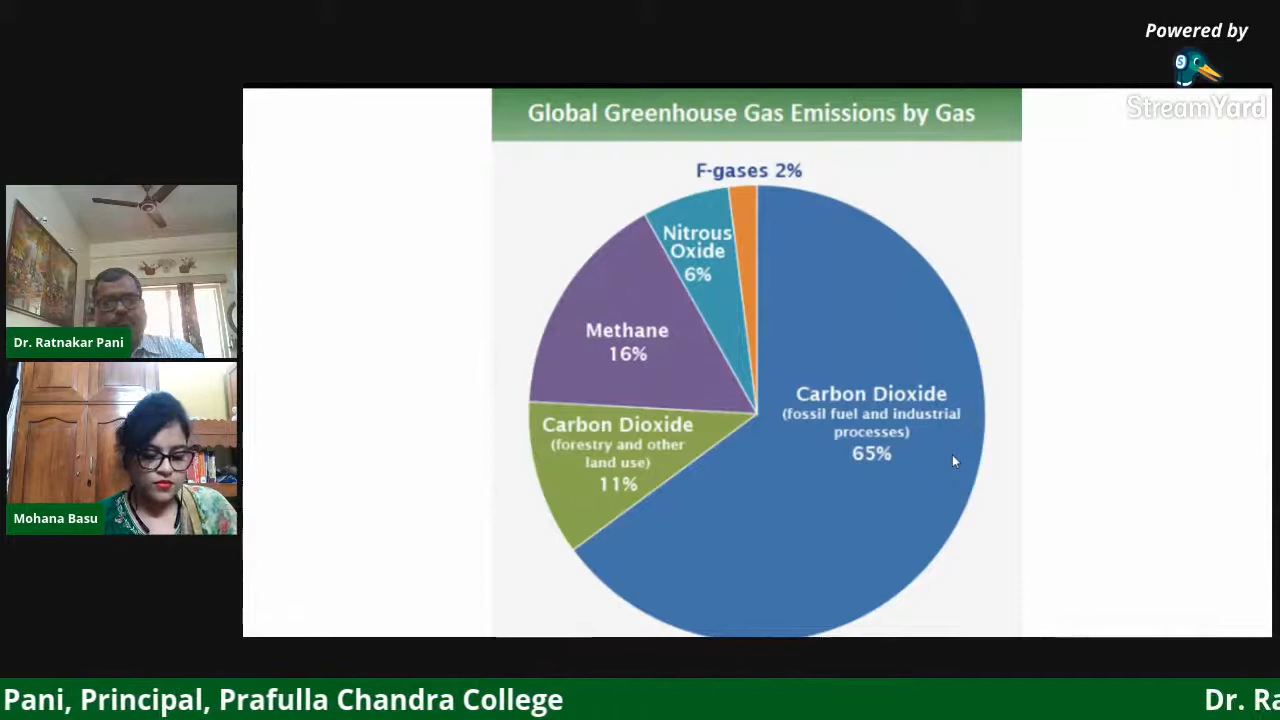 Powered by
StreamYard
Global Greenhouse Gas Emissions by Gas
F-gases 2%
Nitrous
Oxide
6%
Methane
16%
Carbon Dioxide
(fossil fuel and industrial
processes)
65%
Carbon Dioxide
(forestry and other
land use)
11%
Dr. Ratnakar Pani
Mohana Basu
Pani, Principal, Prafulla Chandra College
Dr. Ra